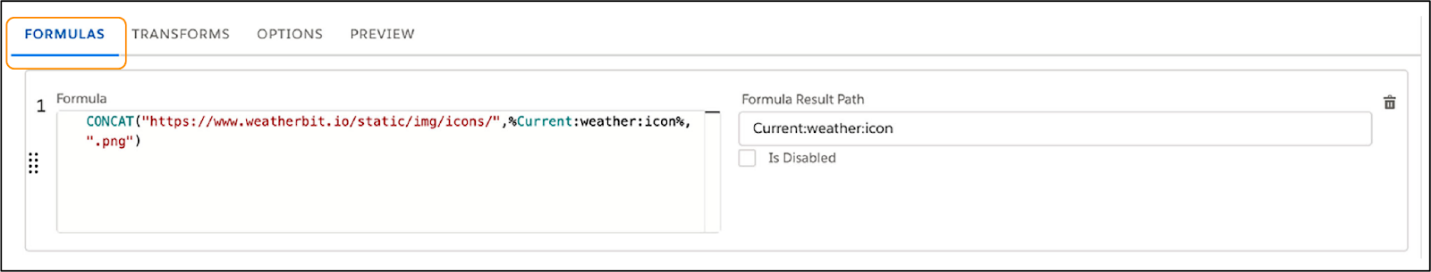 FORMULAS TRANSFORMS OPTIONS PREVIEW
1 Formula
CONCAT("https://www.weatherbit.io/static/img/icons/",%Current:weather:icon%,
".png")
Formula Result Path
Current:weather:icon
Is Disabled